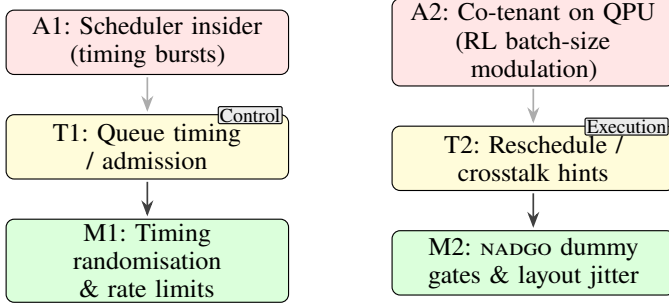 A1: Scheduler insider
(timing bursts)
Control
T1: Queue timing
/ admission
M1: Timing
randomisation
& rate limits
A2: Co-tenant on QPU
(RL batch-size
modulation)
Execution
T2: Reschedule /
crosstalk hints
M2: NADGO dummy
gates & layout jitter